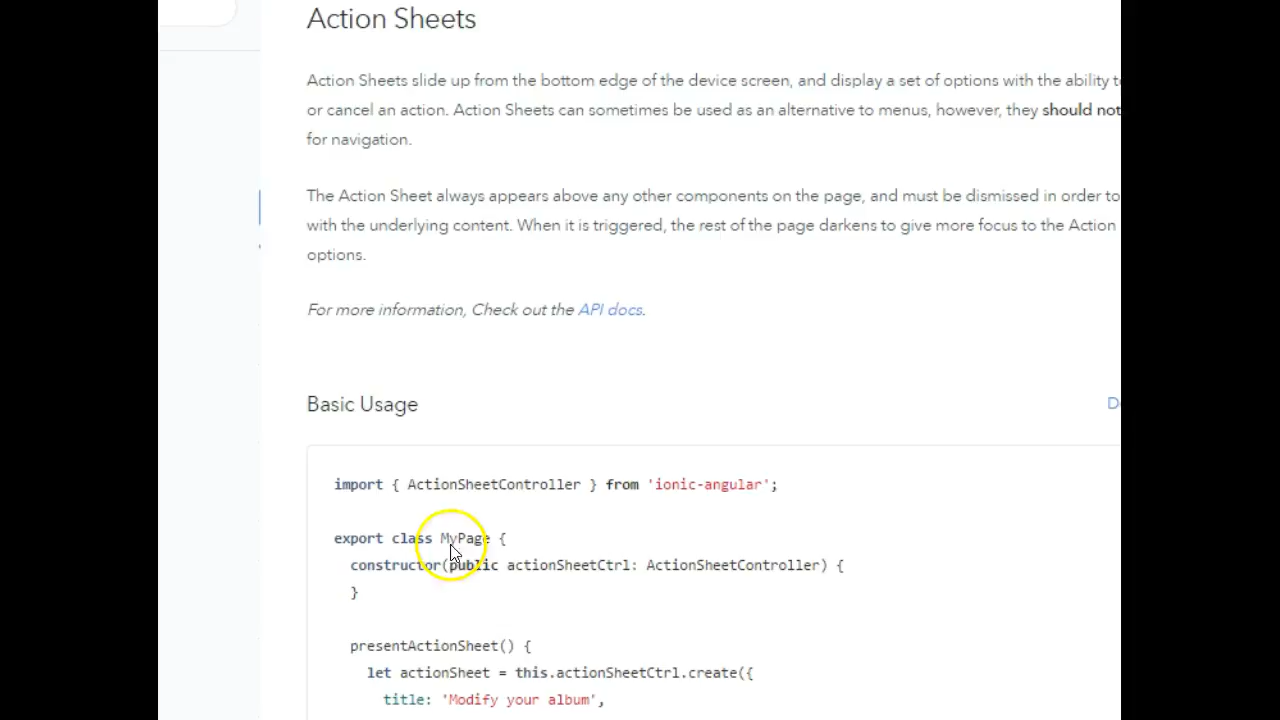 Action Sheets
Action Sheets slide up from the bottom edge of the device screen, and display a set of options with the ability to
or cancel an action. Action Sheets can sometimes be used as an alternative to menus, however, they should not
for navigation.
The Action Sheet always appears above any other components on the page, and must be dismissed in order to
with the underlying content. When it is triggered, the rest of the page darkens to give more focus to the Action
options.
For more information, Check out the API docs.
Basic Usage
import { ActionSheetController } from 'ionic-angular';
export class MyPage {
constructor(public actionSheetCtrl: ActionSheetController) {
}
presentActionSheet() {
let actionSheet = this.actionSheetCtrl.create({
title: 'Modify your album',